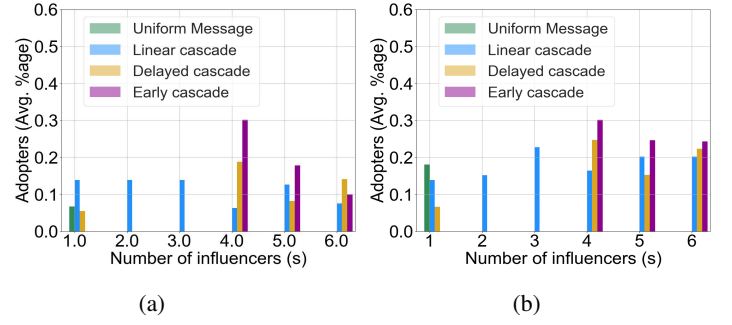 0.6
0.5
0.4
0.3
0.2
0.1
0.0
Adopters (Avg. %age)
Uniform Message
Linear cascade
Delayed cascade
Early cascade
1.0 2.0 3.0 4.0 5.0 6.0
Number of influencers (s)
(a)
0.6
0.5
0.4
0.3
0.2
0.1
0.0
Adopters (Avg. %age)
Uniform Message
Linear cascade
Delayed cascade
Early cascade
1 2 3 4 5 6
Number of influencers (s)
(b)